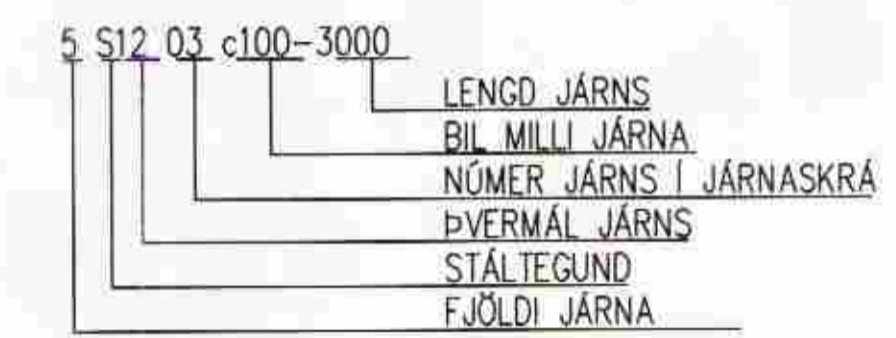 5 S12 03 c100-3000
LENGD JÁRNS
BIL MILLI JÁRNA
NÚMER JÁRNS Í JÁRNASKRÁ
ÞVERMÁL JÁRNS
STÁLTEGUND
FJÖLDI JÁRNA